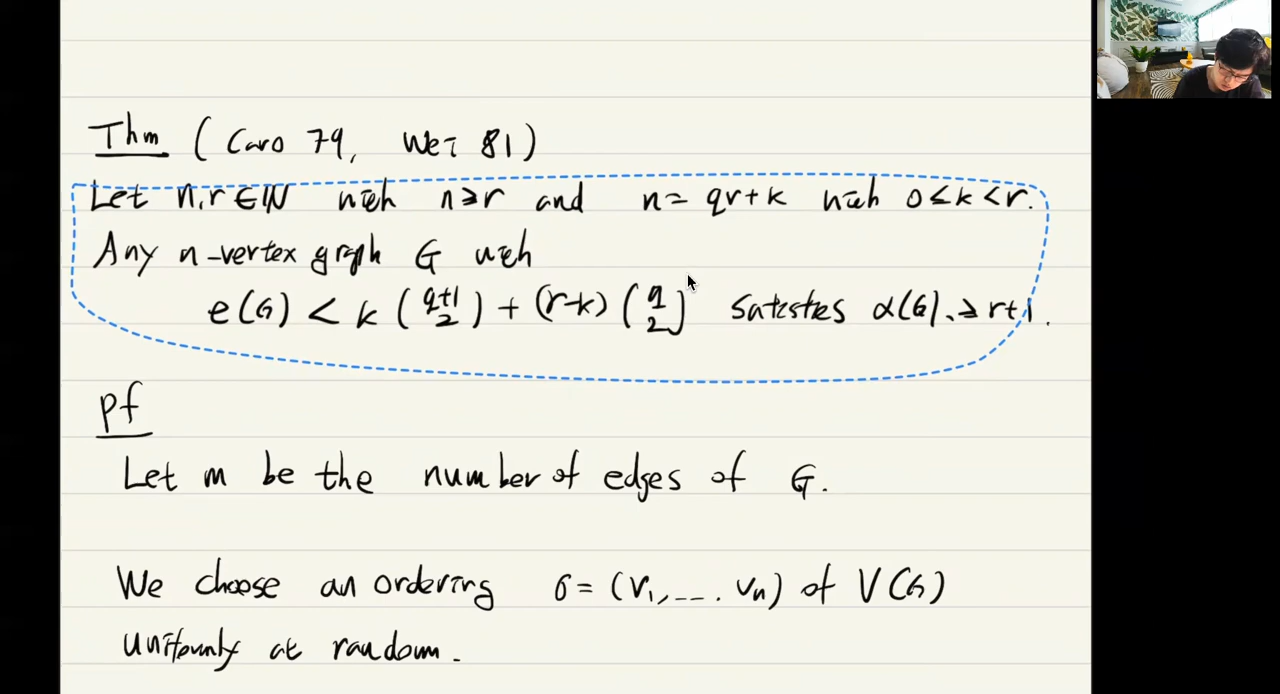 Thm (Caro 79, Wei 81)
Let n,r ∈ ℕ with n≥r and n = qr+k with 0≤k<r.
Any n-vertex graph G with
e(G) < k (q+1 2) + (r-k) (q 2) satisfies α(G) ≥ r+1.
pf
Let m be the number of edges of G.
We choose an ordering σ = (v₁, ..., vₙ) of V(G)
uniformly at random.